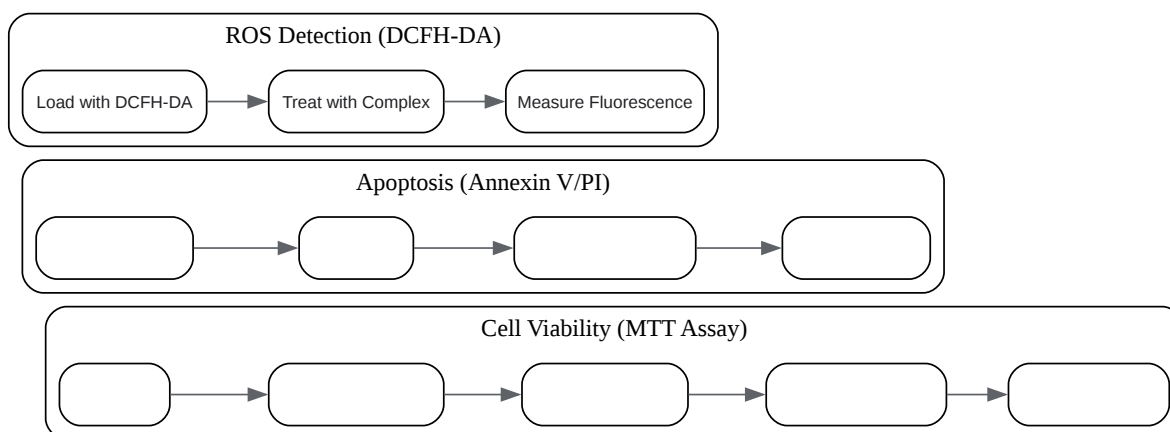 ROS Detection (DCFH-DA)
Load with DCFH-DA
Treat with Complex
Measure Fluorescence
Apoptosis (Annexin V/PI)
Cell Viability (MTT Assay)